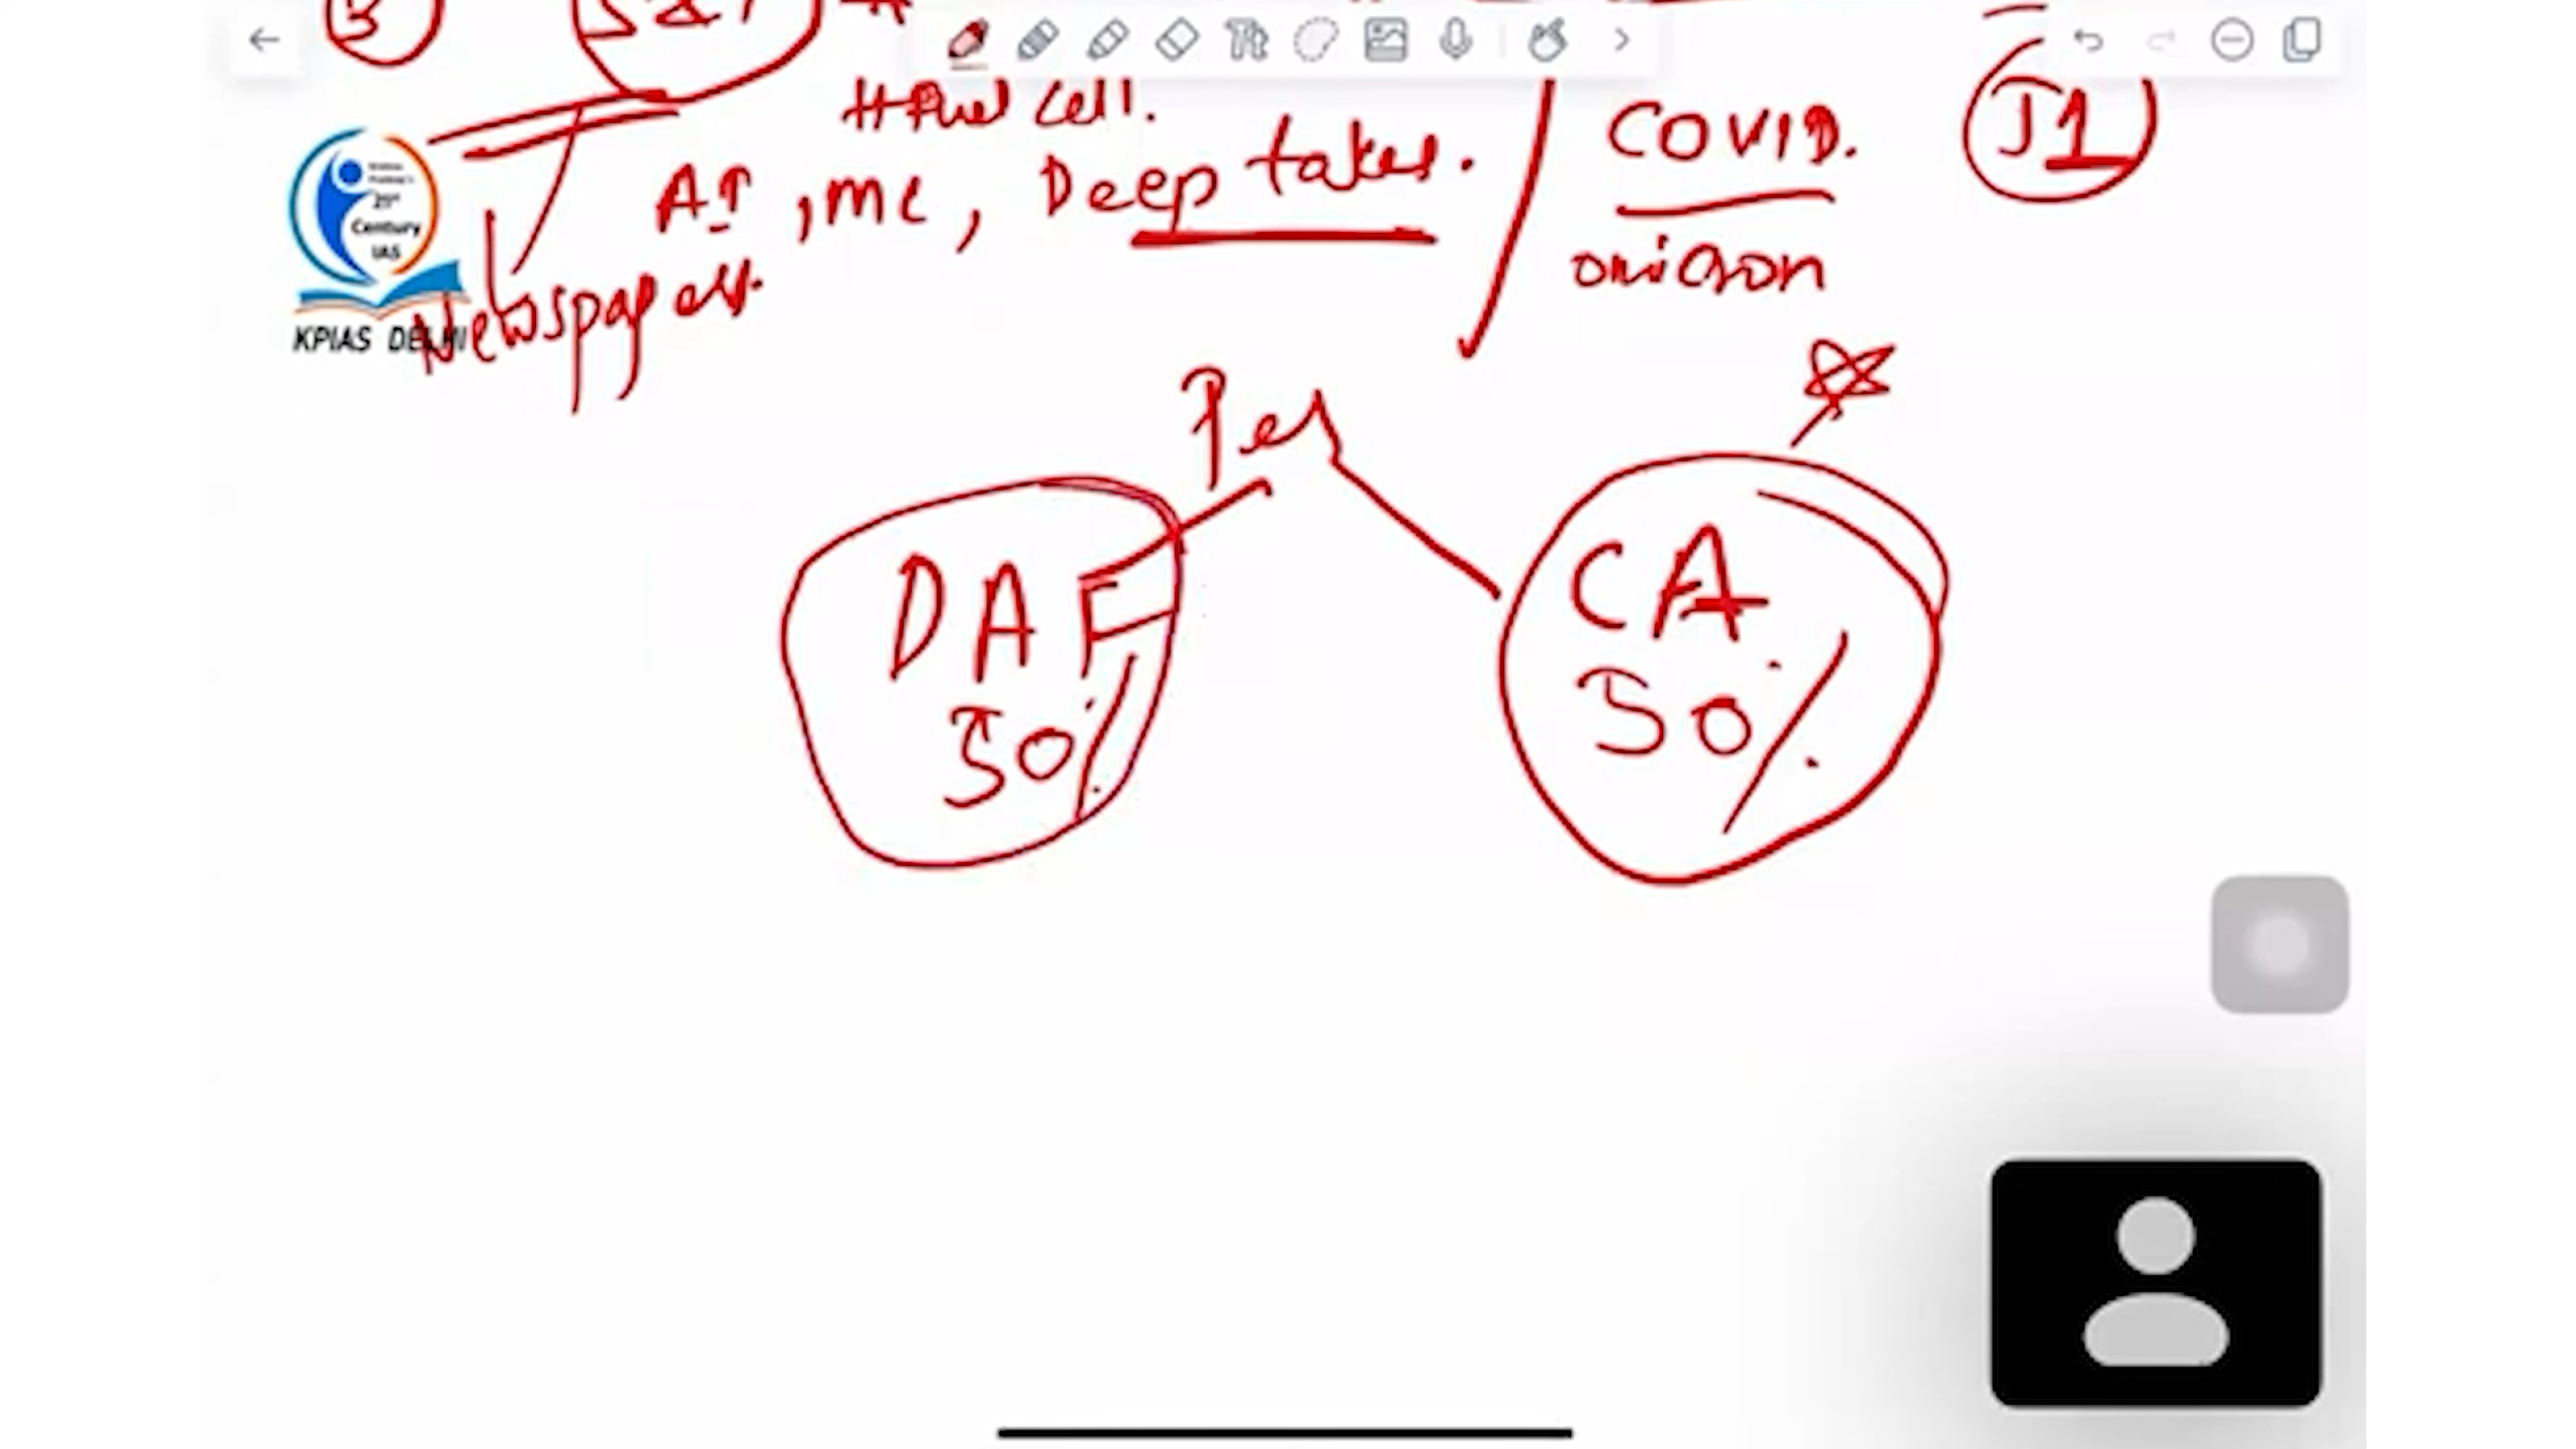 S&T
H Fuel cell.
COVID.
J1
AI, ML, Deep fakes.
21st
Century
IAS
omicron
Newspapers.
KPIAS DELHI
Per
DAF
50%
CA
50%